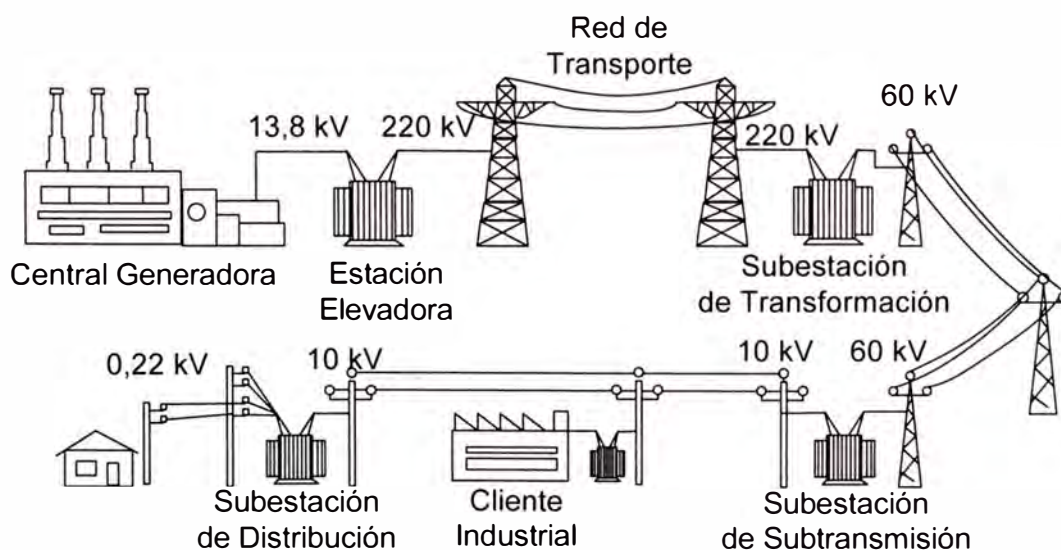 Red de
Transporte
60 kV
13,8 kV
220 kV
220 kV
Central Generadora
Estación
Elevadora
Subestación
de Transformación
0,22 kV
10 kV
10 kV
60 kV
Subestación
de Distribución
Cliente
Industrial
Subestación
de Subtransmisión